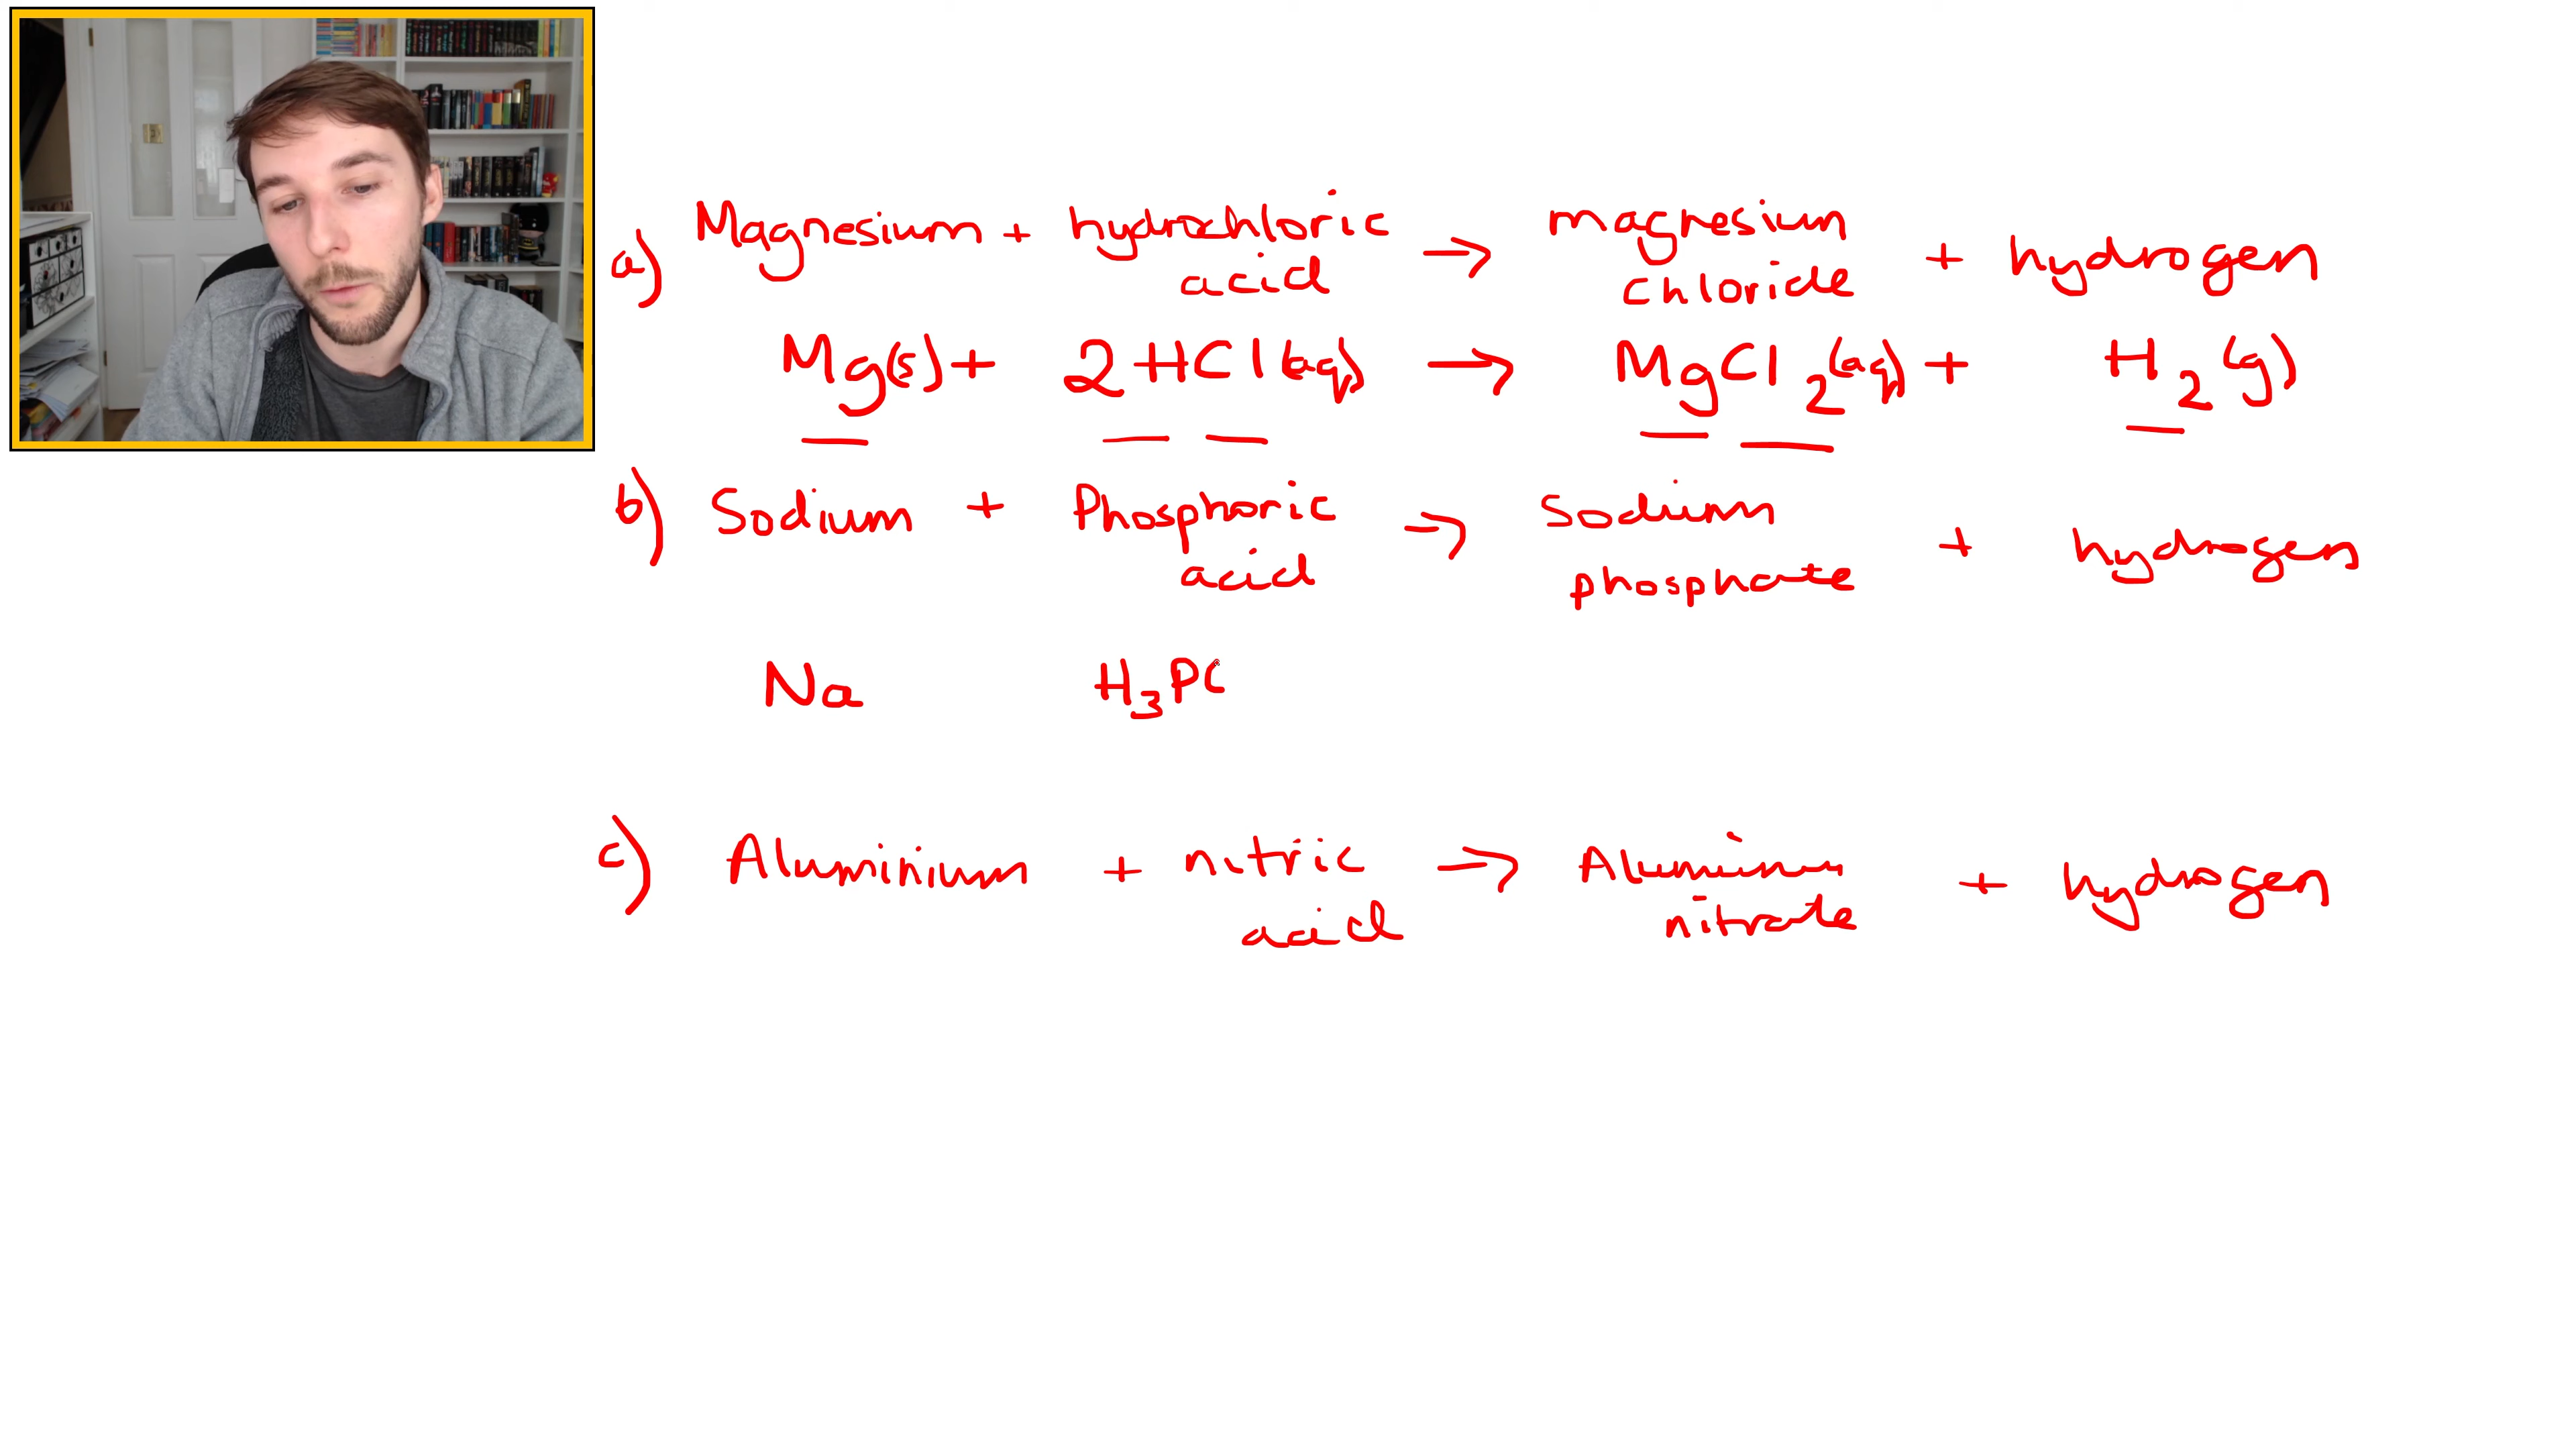 a) Magnesium + hydrochloric acid → magnesium chloride + hydrogen
Mg(s) + 2HCl(aq) → MgCl₂(aq) + H₂(g)
b) Sodium + Phosphoric acid → Sodium phosphate + hydrogen
Na H₃PC
c) Aluminium + nitric acid → Aluminium nitrate + hydrogen